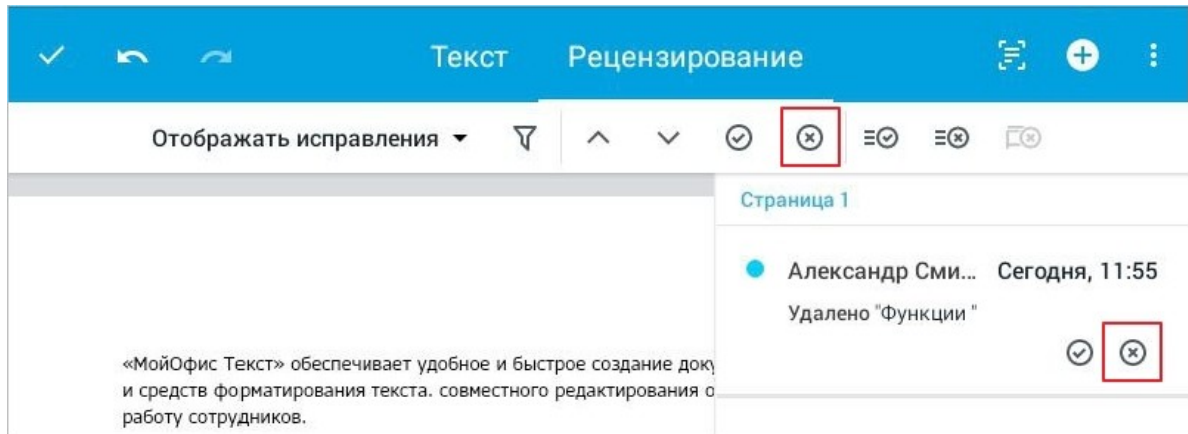 Текст Рецензирование
Отображать исправления
Страница 1
Александр Сми... Сегодня, 11:55
Удалено "Функции "
«МойОфис Текст» обеспечивает удобное и быстрое создание
и средств форматирования текста. совместного редактирования
работу сотрудников.